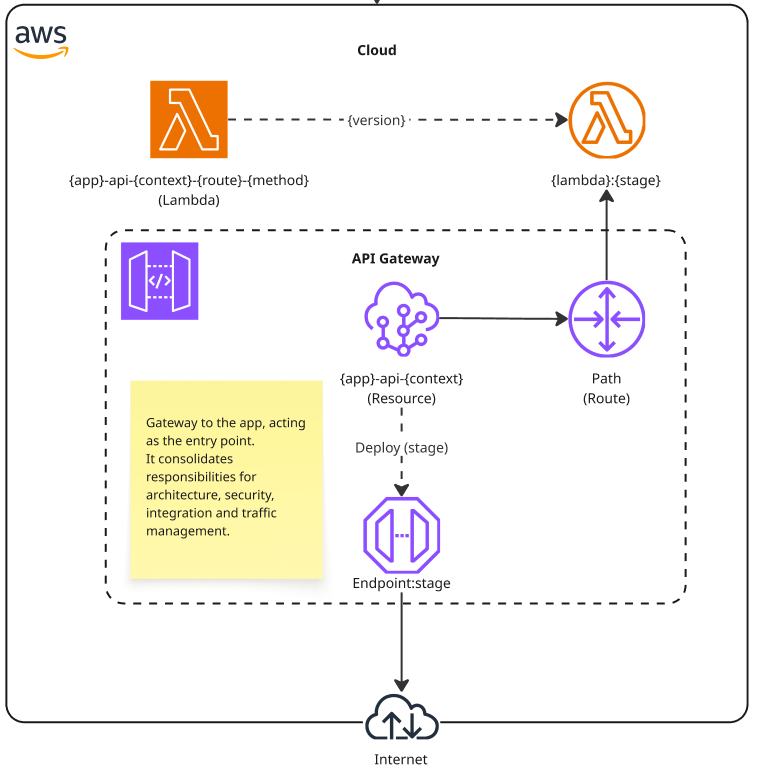 aws
Cloud
{version}
{app}-api-{context}-{route}-{method}
(Lambda)
{lambda}:{stage}
API Gateway
</>
{app}-api-{context}
(Resource)
Path
(Route)
Gateway to the app, acting
as the entry point.
It consolidates
responsibilities for
architecture, security,
integration and traffic
management.
Deploy (stage)
Endpoint:stage
Internet